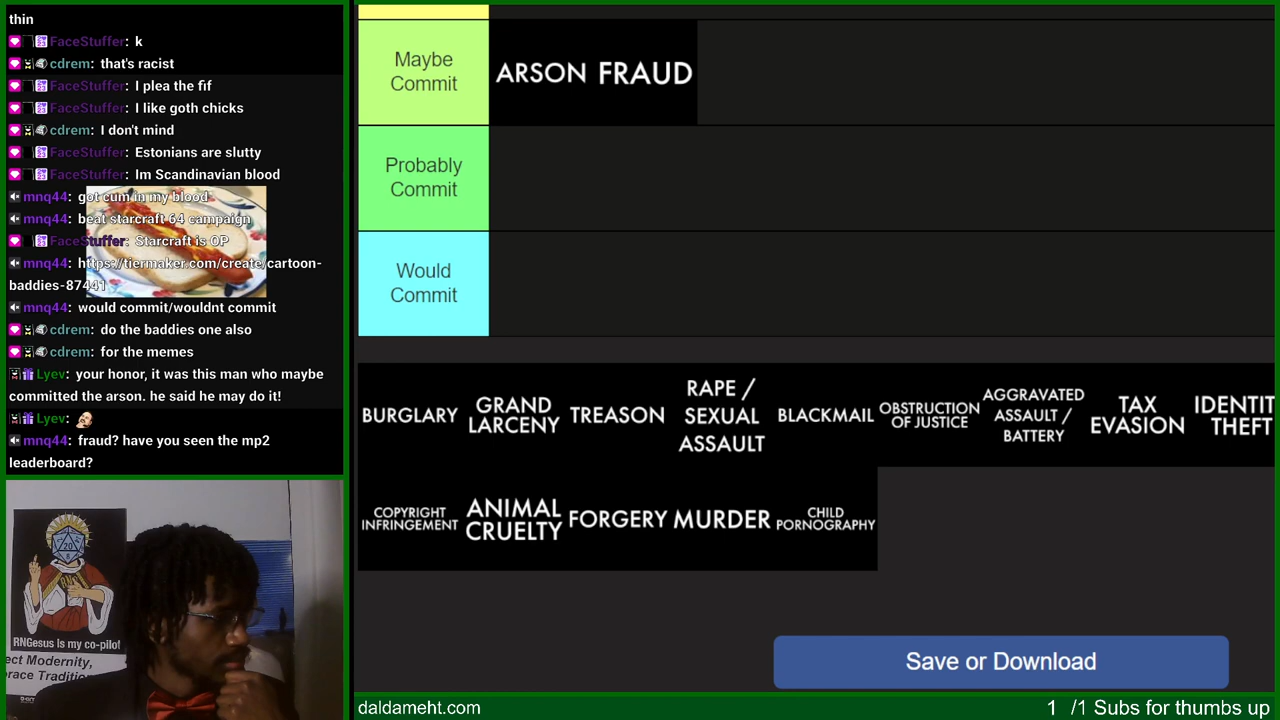 thin
FaceStuffer: k
cdrem: that's racist
FaceStuffer: I plea the fif
FaceStuffer: I like goth chicks
cdrem: I don't mind
FaceStuffer: Estonians are slutty
FaceStuffer: Im Scandinavian blood
mnq44: got cum in my blood
mnq44: beat starcraft 64 campaign
FaceStuffer: Starcraft is OP
mnq44: https://tiermaker.com/create/cartoon-
baddies-87441
mnq44: would commit/wouldnt commit
cdrem: do the baddies one also
cdrem: for the memes
Lyev: your honor, it was this man who maybe
committed the arson. he said he may do it!
Lyev:
mnq44: fraud? have you seen the mp2
leaderboard?
RNGesus is my co-pilot!
ect Modernity,
brace Tradition
Maybe
Commit
ARSON FRAUD
Probably
Commit
Would
Commit
BURGLARY
GRAND
LARCENY
TREASON
RAPE /
SEXUAL
ASSAULT
BLACKMAIL
OBSTRUCTION
OF JUSTICE
AGGRAVATED
ASSAULT /
BATTERY
TAX
EVASION
IDENTIT
THEFT
COPYRIGHT
INFRINGEMENT
ANIMAL
CRUELTY
FORGERY
MURDER
CHILD
PORNOGRAPHY
Save or Download
daldameht.com
1 /1 Subs for thumbs up